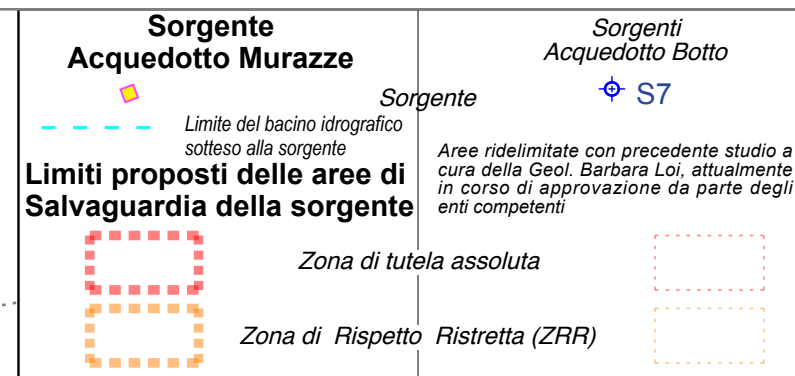 Sorgente
Acquedotto Murazze
Sorgenti
Acquedotto Botto
Sorgente
S7
Limite del bacino idrografico
sotteso alla sorgente
Limiti proposti delle aree di
Salvaguardia della sorgente
Aree ridelimitate con precedente studio a
cura della Geol. Barbara Loi, attualmente
in corso di approvazione da parte degli
enti competenti
Zona di tutela assoluta
Zona di Rispetto Ristretta (ZRR)